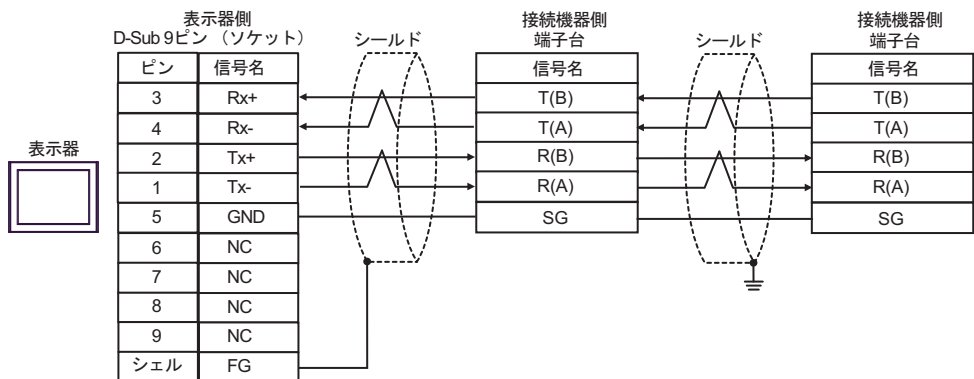 表示器側
D-Sub 9ピン （ソケット）
シールド
接続機器側
端子台
シールド
接続機器側
端子台
ピン 信号名
信号名
信号名
3 Rx+
T(B)
T(B)
4 Rx-
T(A)
T(A)
表示器
2 Tx+
R(B)
R(B)
1 Tx-
R(A)
R(A)
5 GND
SG
SG
6 NC
7 NC
8 NC
9 NC
シェル FG